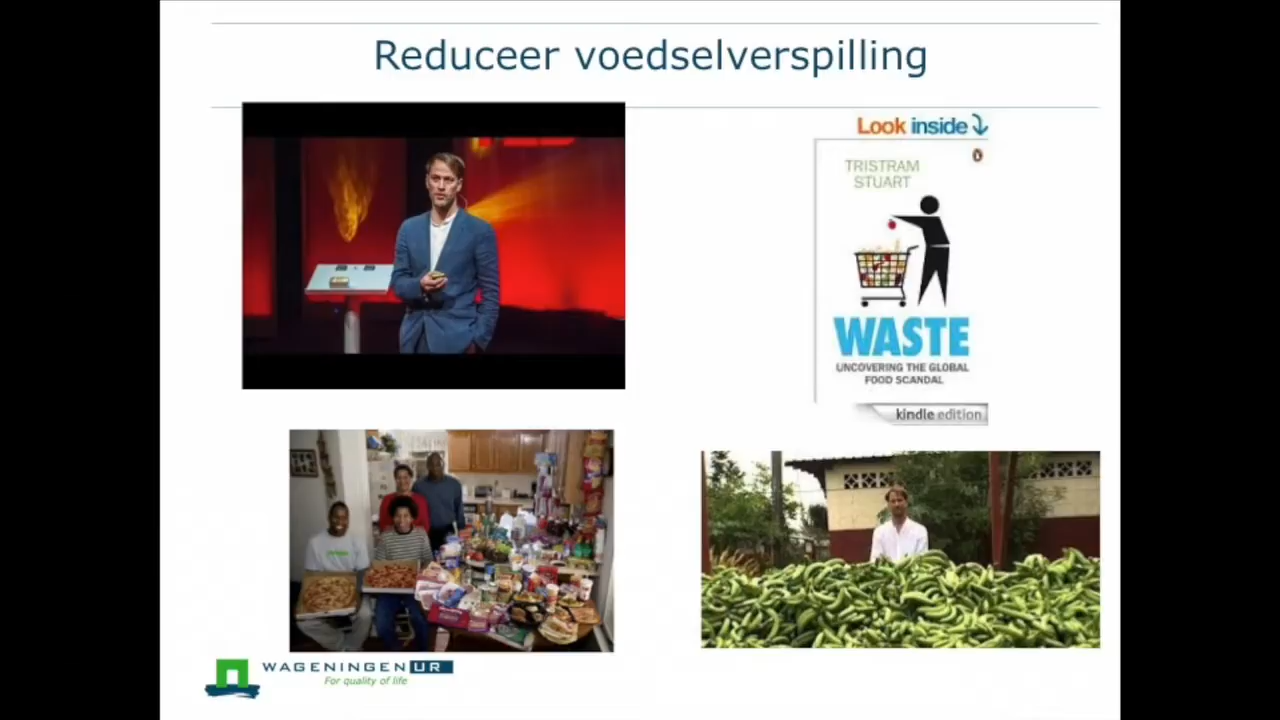 Reduceer voedselverspilling
Look inside
TRISTRAM
STUART
WASTE
UNCOVERING THE GLOBAL
FOOD SCANDAL
kindle edition
WAGENINGEN UR
For quality of life